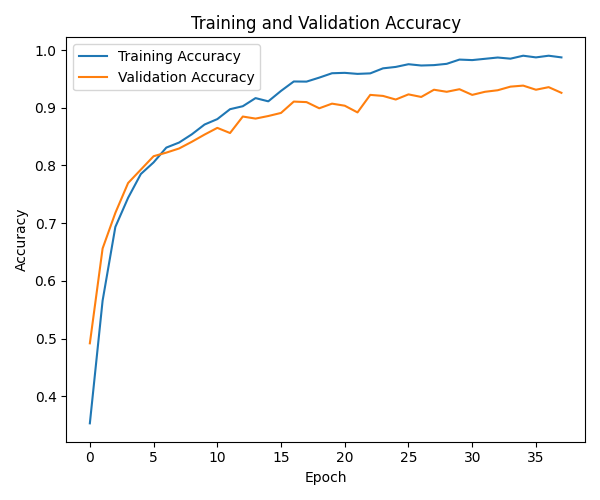 Training and Validation Accuracy
Training Accuracy
Validation Accuracy
1.0
0.9
0.8
0.7
0.6
0.5
0.4
Accuracy
0 5 10 15 20 25 30 35
Epoch